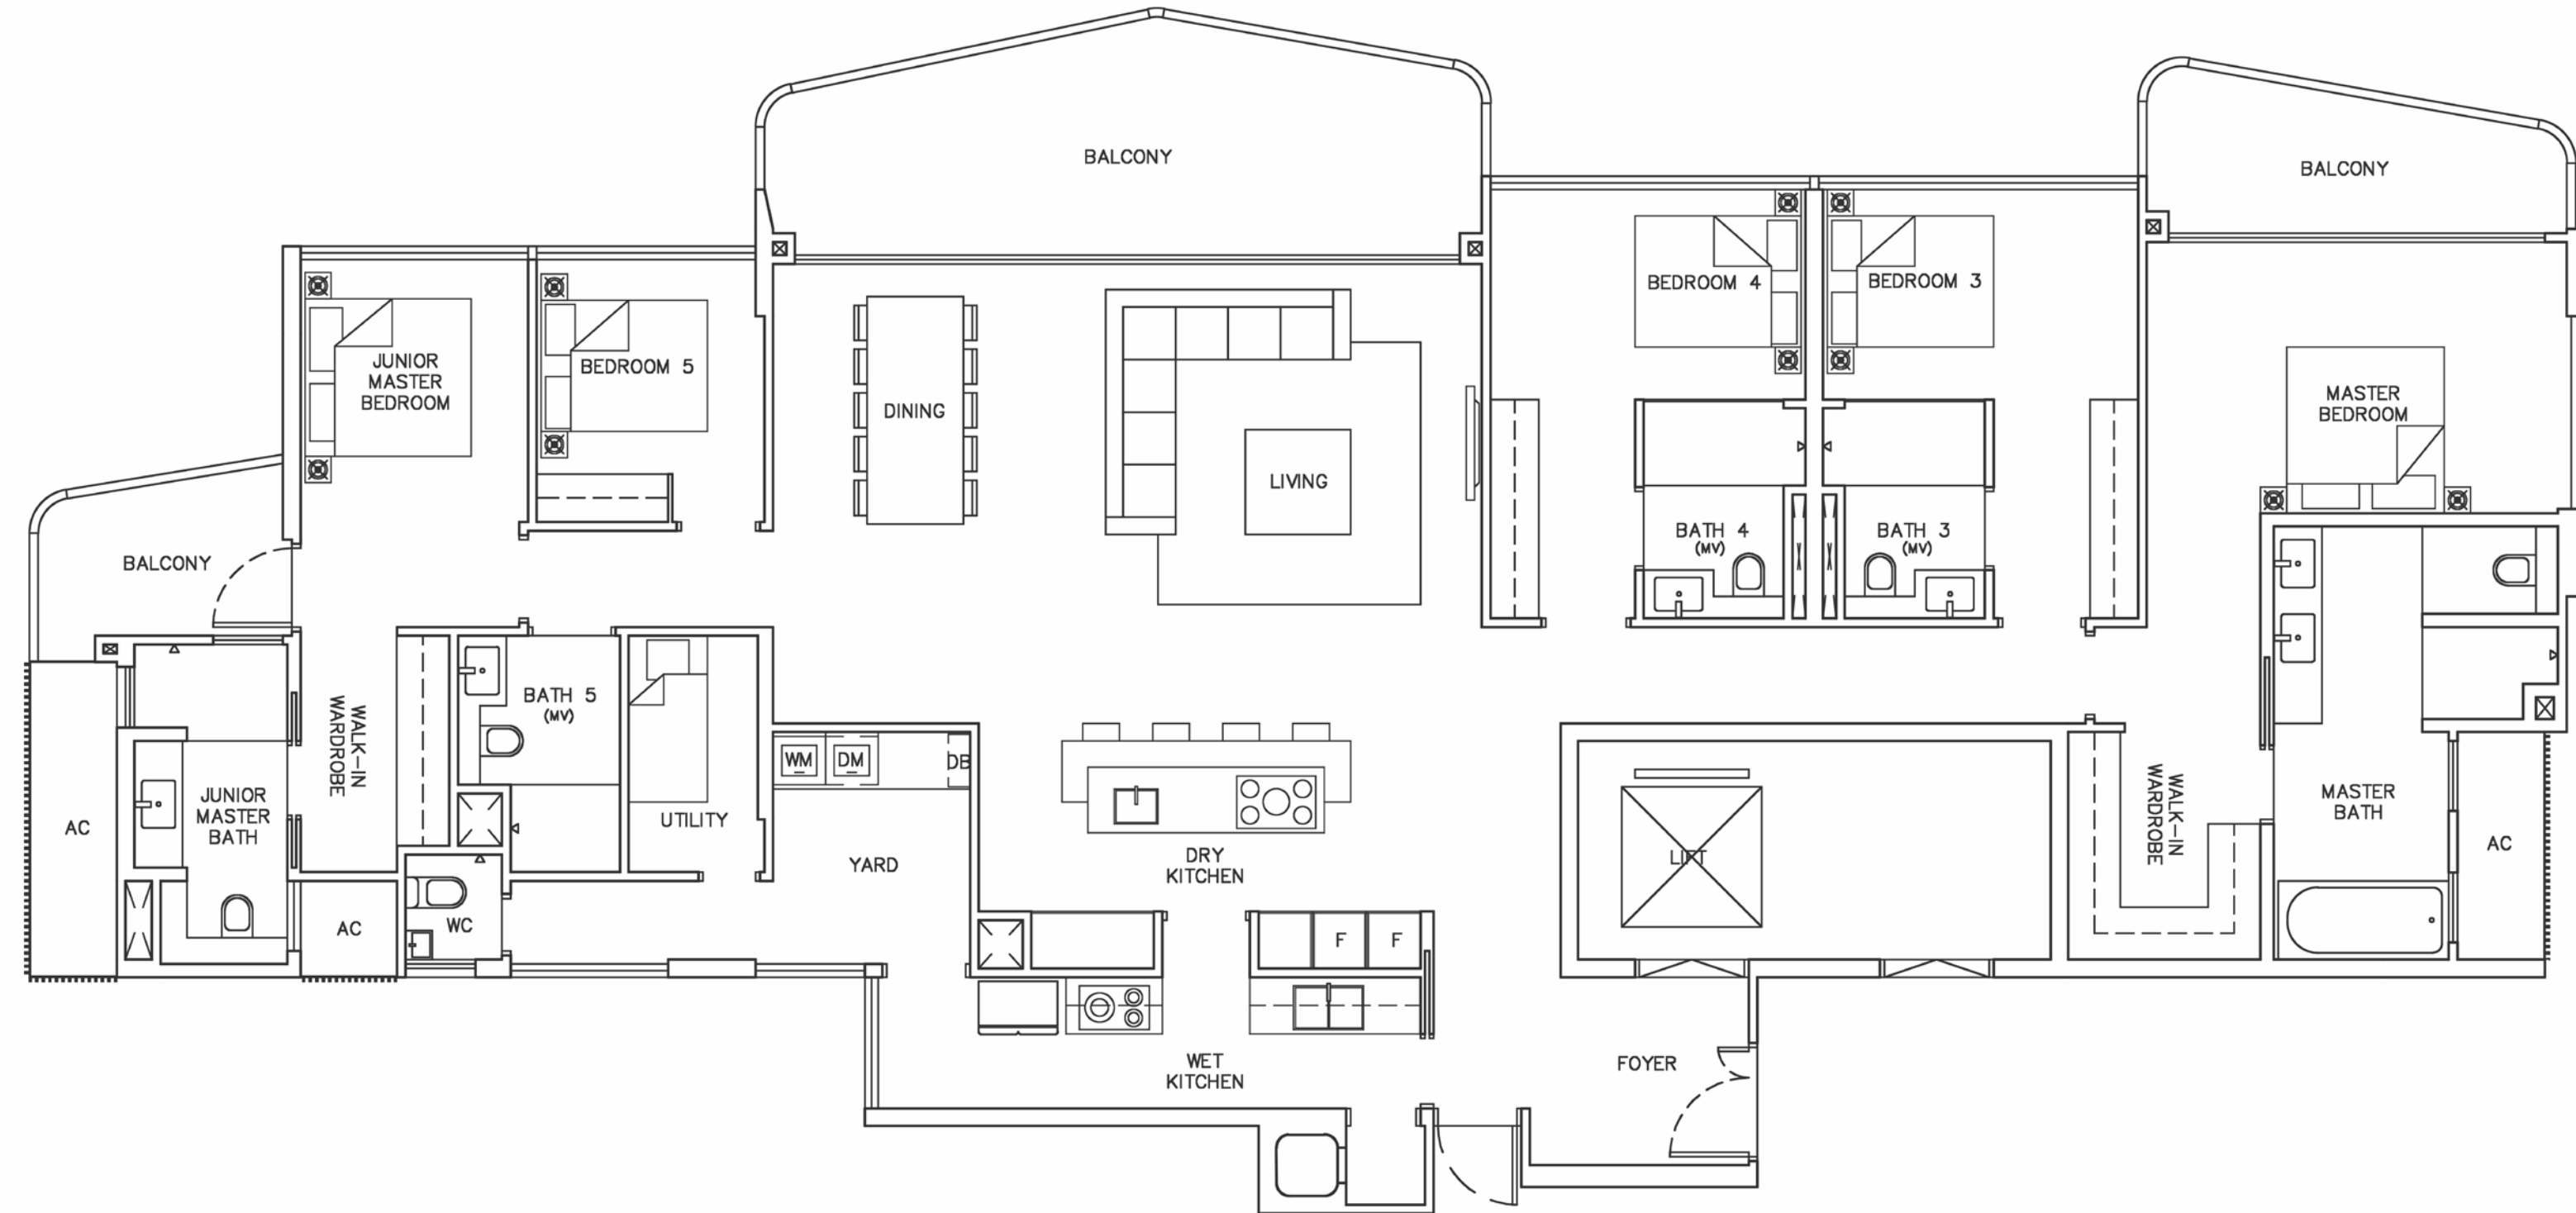 BALCONY
BALCONY
BEDROOM 4
BEDROOM 3
JUNIOR
MASTER
BEDROOM
BEDROOM 5
DINING
MASTER
BEDROOM
LIVING
BATH 4
(MV)
BATH 3
(MV)
BALCONY
WALK-IN
WARDROBE
BATH 5
(MV)
WM
DM
DB
JUNIOR
MASTER
BATH
AC
UTILITY
YARD
DRY
KITCHEN
LIFT
WALK-IN
WARDROBE
MASTER
BATH
AC
AC
WC
F
F
WET
KITCHEN
FOYER